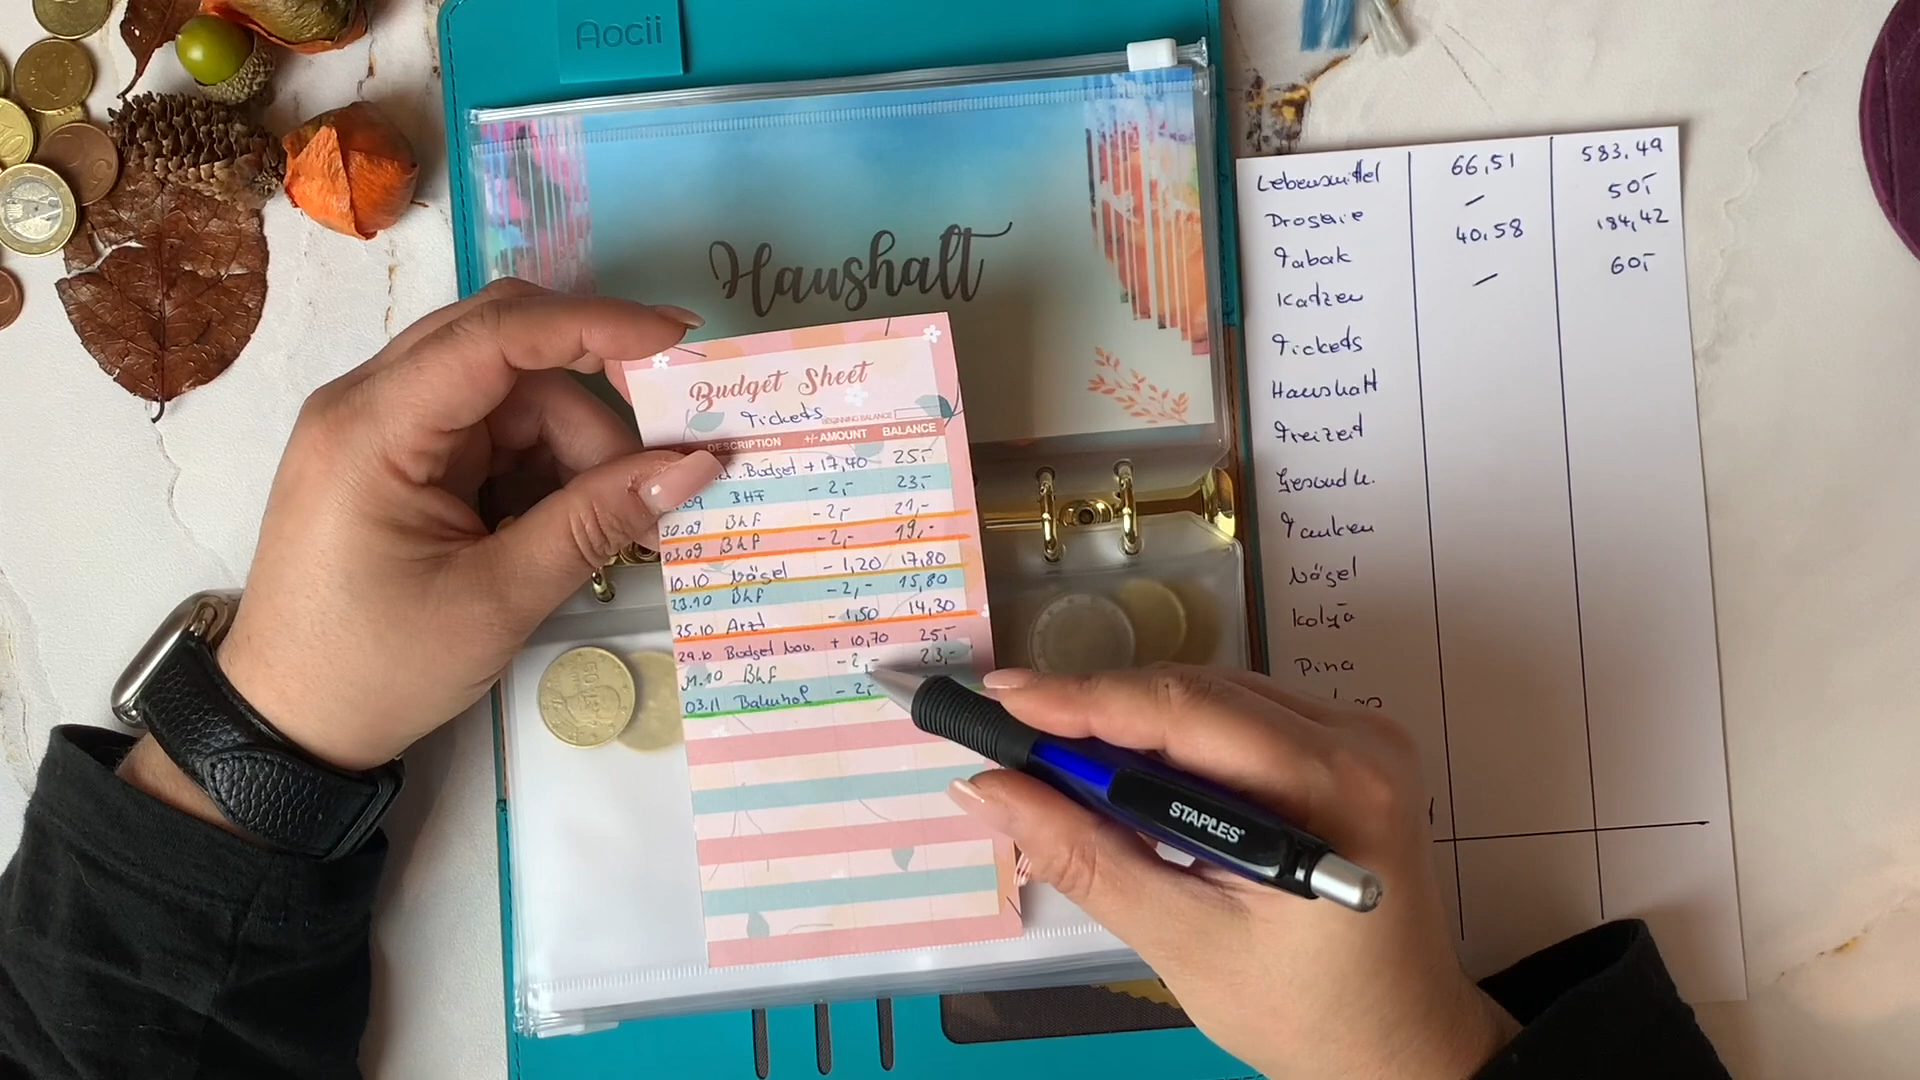 Aocii
Haushalt
Budget Sheet
Tickets
BEGINNING BALANCE
DESCRIPTION +/- AMOUNT BALANCE
Budget + 17,40 25,-
.09 BHF - 2,- 23,-
30.09 Bhf - 2,- 21,-
03.09 Bhf - 2,- 19,-
10.10 Nägel - 1,20 17,80
23.10 Bhf - 2,- 15,80
25.10 Arzt - 1,50 14,30
29.10 Budget Nov. + 10,70 25,-
31.10 Bhf - 2,- 23,-
03.11 Bahnhof - 2,-
STAPLES
Lebensmittel 66,51 583,49
Drogerie – 50,-
Tabak 40,58 184,42
Katzen – 60,-
Tickets
Haushalt
Freizeit
Gesundh.
Tanken
Nägel
Kolja
Pina